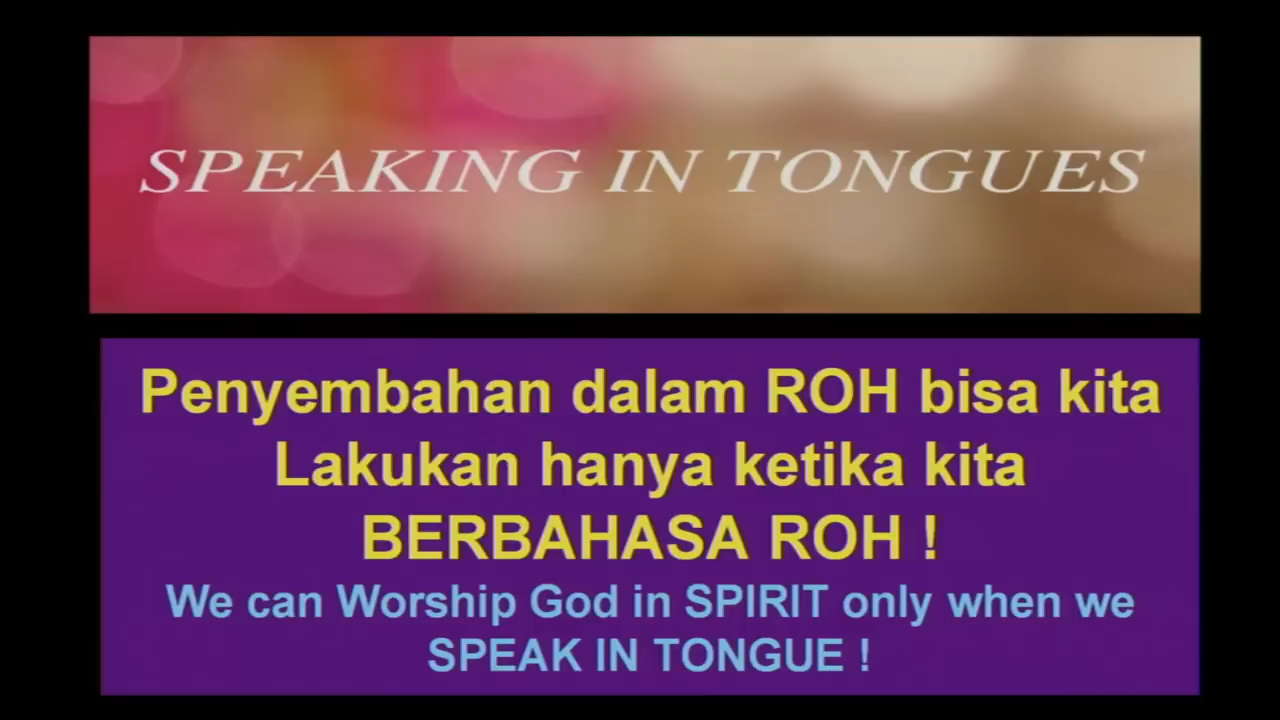 SPEAKING IN TONGUES
Penyembahan dalam ROH bisa kita
Lakukan hanya ketika kita
BERBAHASA ROH !
We can Worship God in SPIRIT only when we
SPEAK IN TONGUE !